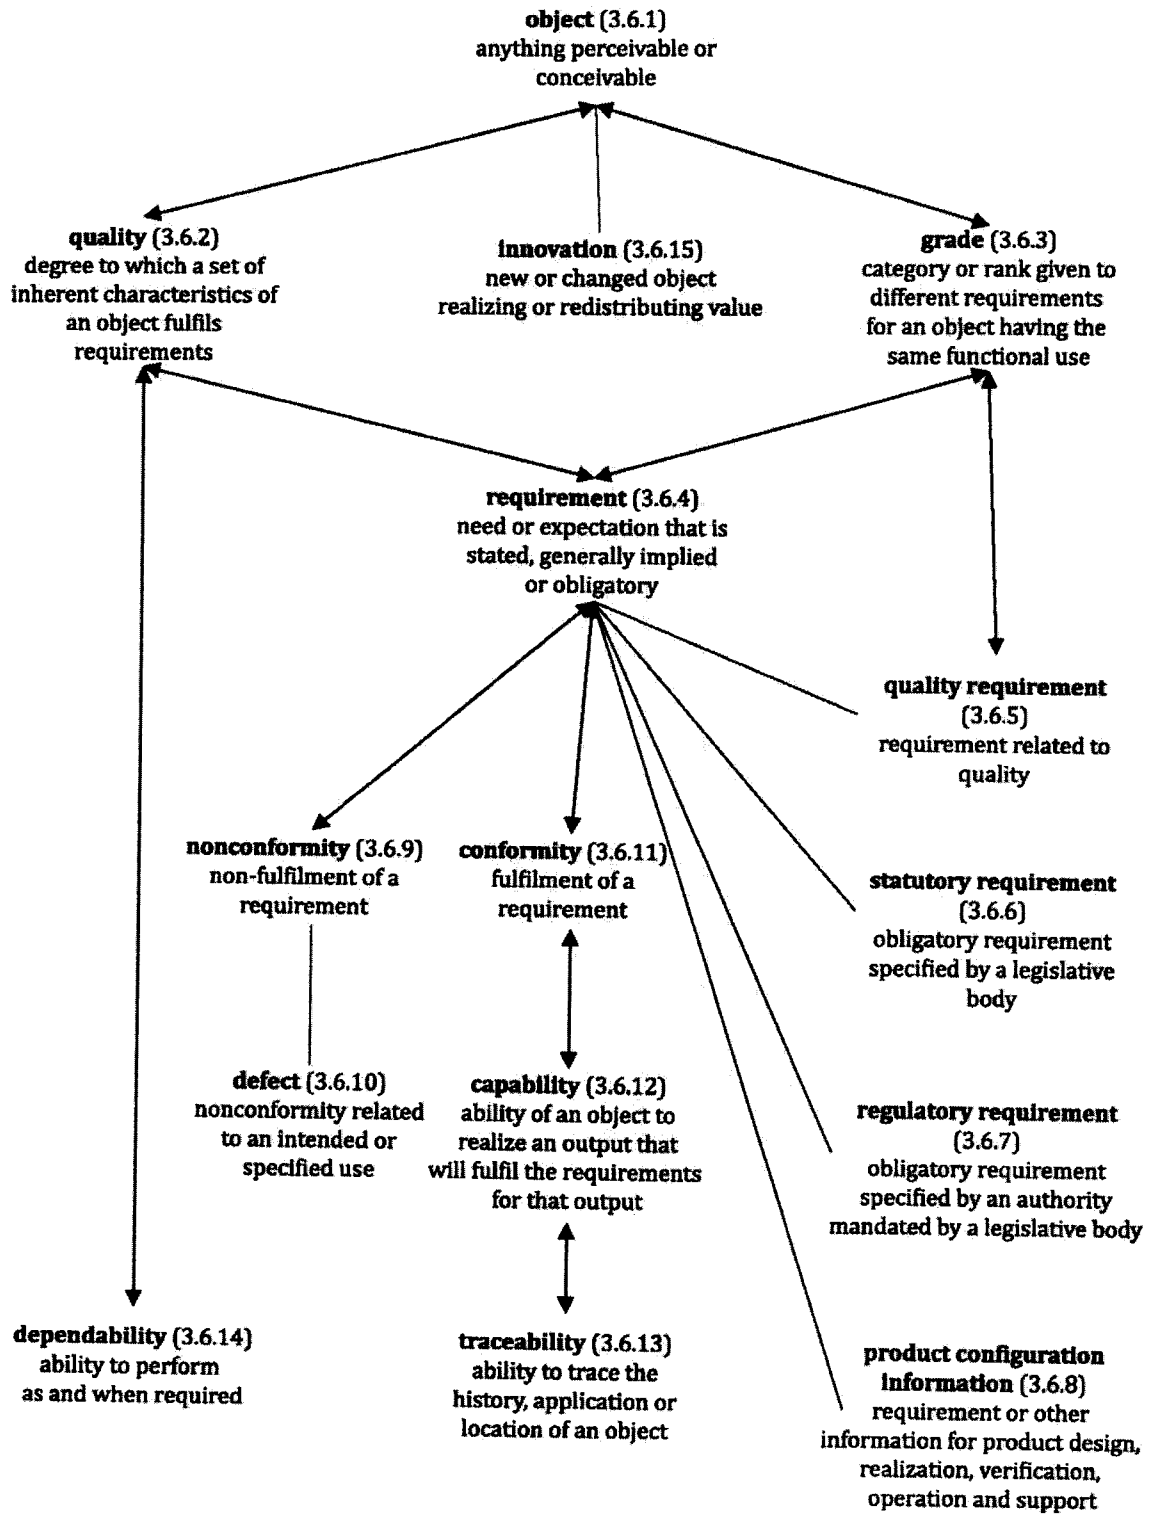 object (3.6.1)
anything perceivable or
conceivable
quality (3.6.2)
degree to which a set of
inherent characteristics of
an object fulfils
requirements
innovation (3.6.15)
new or changed object
realizing or redistributing value
grade (3.6.3)
category or rank given to
different requirements
for an object having the
same functional use
requirement (3.6.4)
need or expectation that is
stated, generally implied
or obligatory
quality requirement
(3.6.5)
requirement related to
quality
nonconformity (3.6.9)
non-fulfilment of a
requirement
conformity (3.6.11)
fulfilment of a
requirement
statutory requirement
(3.6.6)
obligatory requirement
specified by a legislative
body
defect (3.6.10)
nonconformity related
to an intended or
specified use
capability (3.6.12)
ability of an object to
realize an output that
will fulfil the requirements
for that output
regulatory requirement
(3.6.7)
obligatory requirement
specified by an authority
mandated by a legislative body
dependability (3.6.14)
ability to perform
as and when required
traceability (3.6.13)
ability to trace the
history, application or
location of an object
product configuration
information (3.6.8)
requirement or other
information for product design,
realization, verification,
operation and support